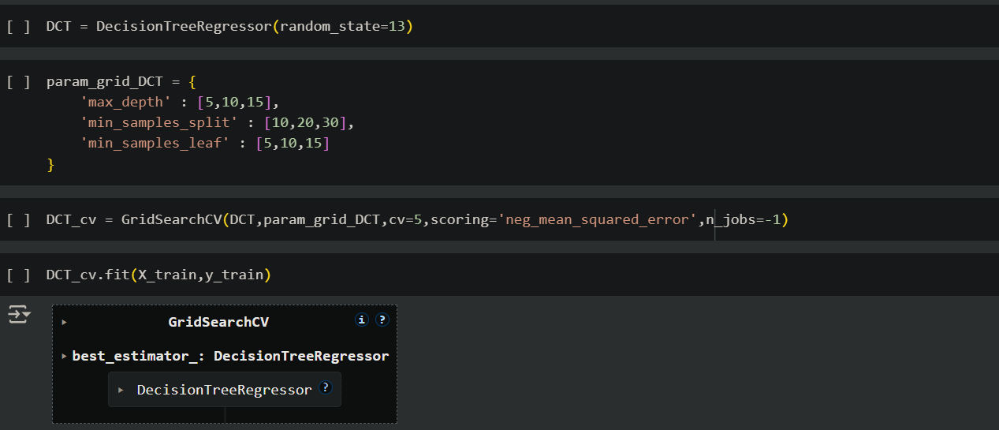 [ ] DCT = DecisionTreeRegressor(random_state=13)
[ ] param_grid_DCT = {
'max_depth' : [5,10,15],
'min_samples_split' : [10,20,30],
'min_samples_leaf' : [5,10,15]
}
[ ] DCT_cv = GridSearchCV(DCT,param_grid_DCT,cv=5,scoring='neg_mean_squared_error',n_jobs=-1)
[ ] DCT_cv.fit(X_train,y_train)
GridSearchCV i ?
best_estimator_: DecisionTreeRegressor
DecisionTreeRegressor ?